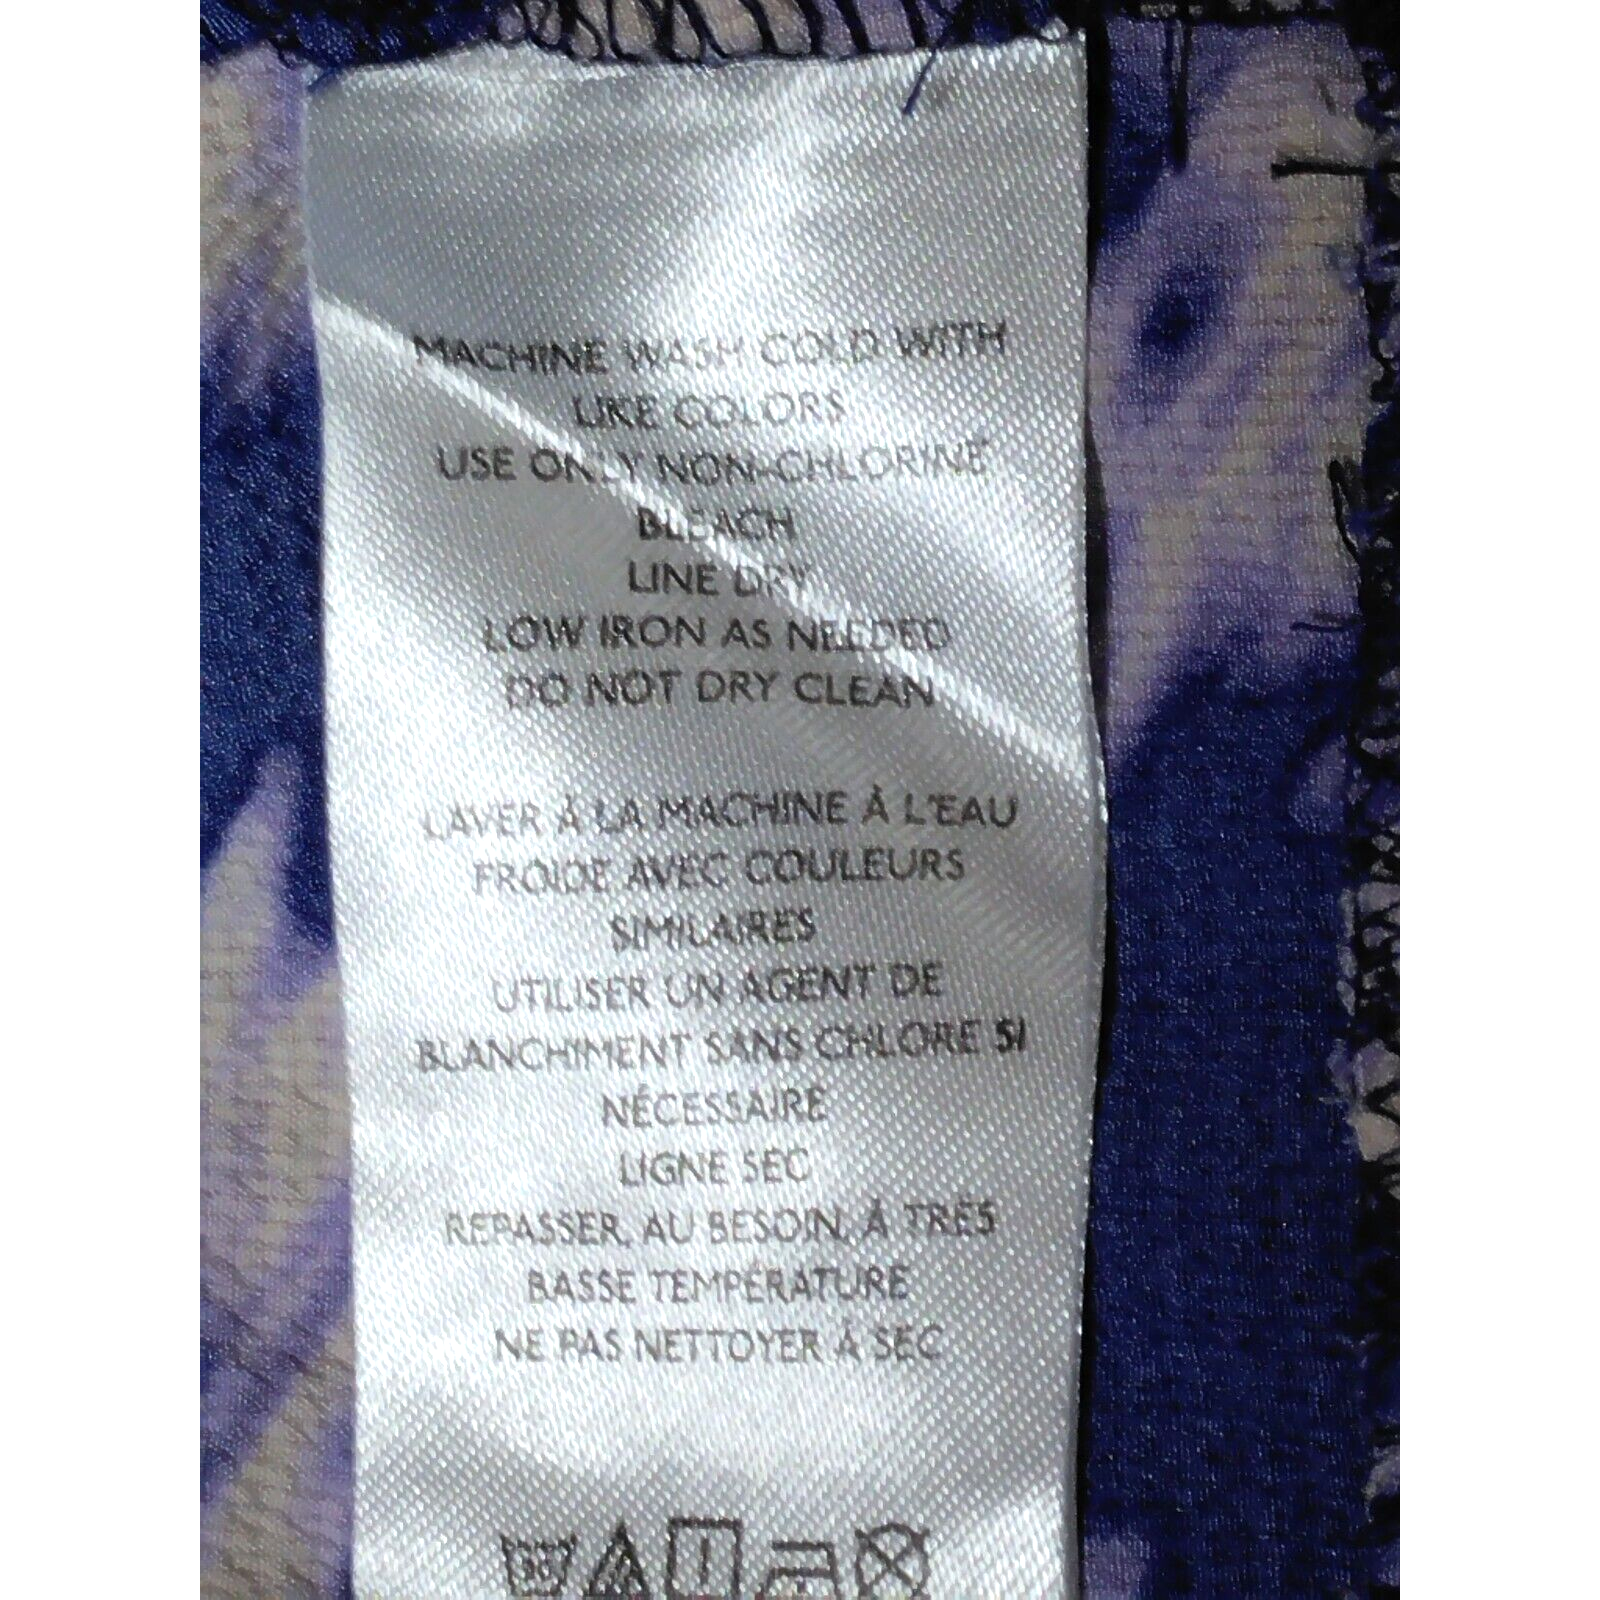 MACHINE WASH COLD WITH
LIKE COLORS
USE ONLY NON-CHLORINE
BLEACH
LINE DRY
LOW IRON AS NEEDED
DO NOT DRY CLEAN
LAVER À LA MACHINE À L'EAU
FROIDE AVEC COULEURS
SIMILAIRES
UTILISER UN AGENT DE
BLANCHIMENT SANS CHLORE SI
NÉCESSAIRE
LIGNE SEC
REPASSER, AU BESOIN, À TRÈS
BASSE TEMPÉRATURE
NE PAS NETTOYER À SEC
30